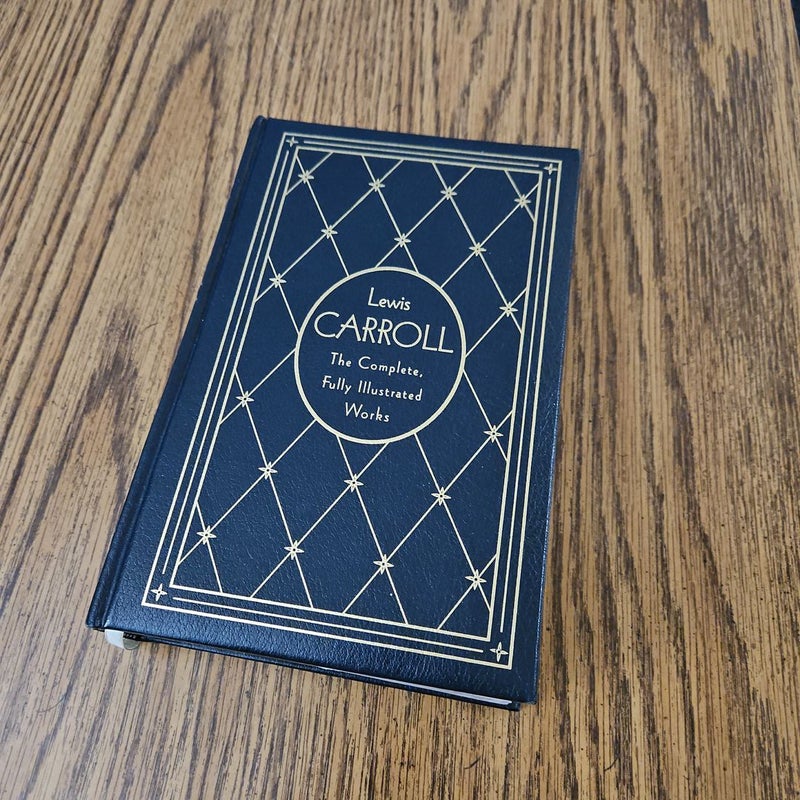 Lewis
CARROLL
The Complete,
Fully Illustrated
Works